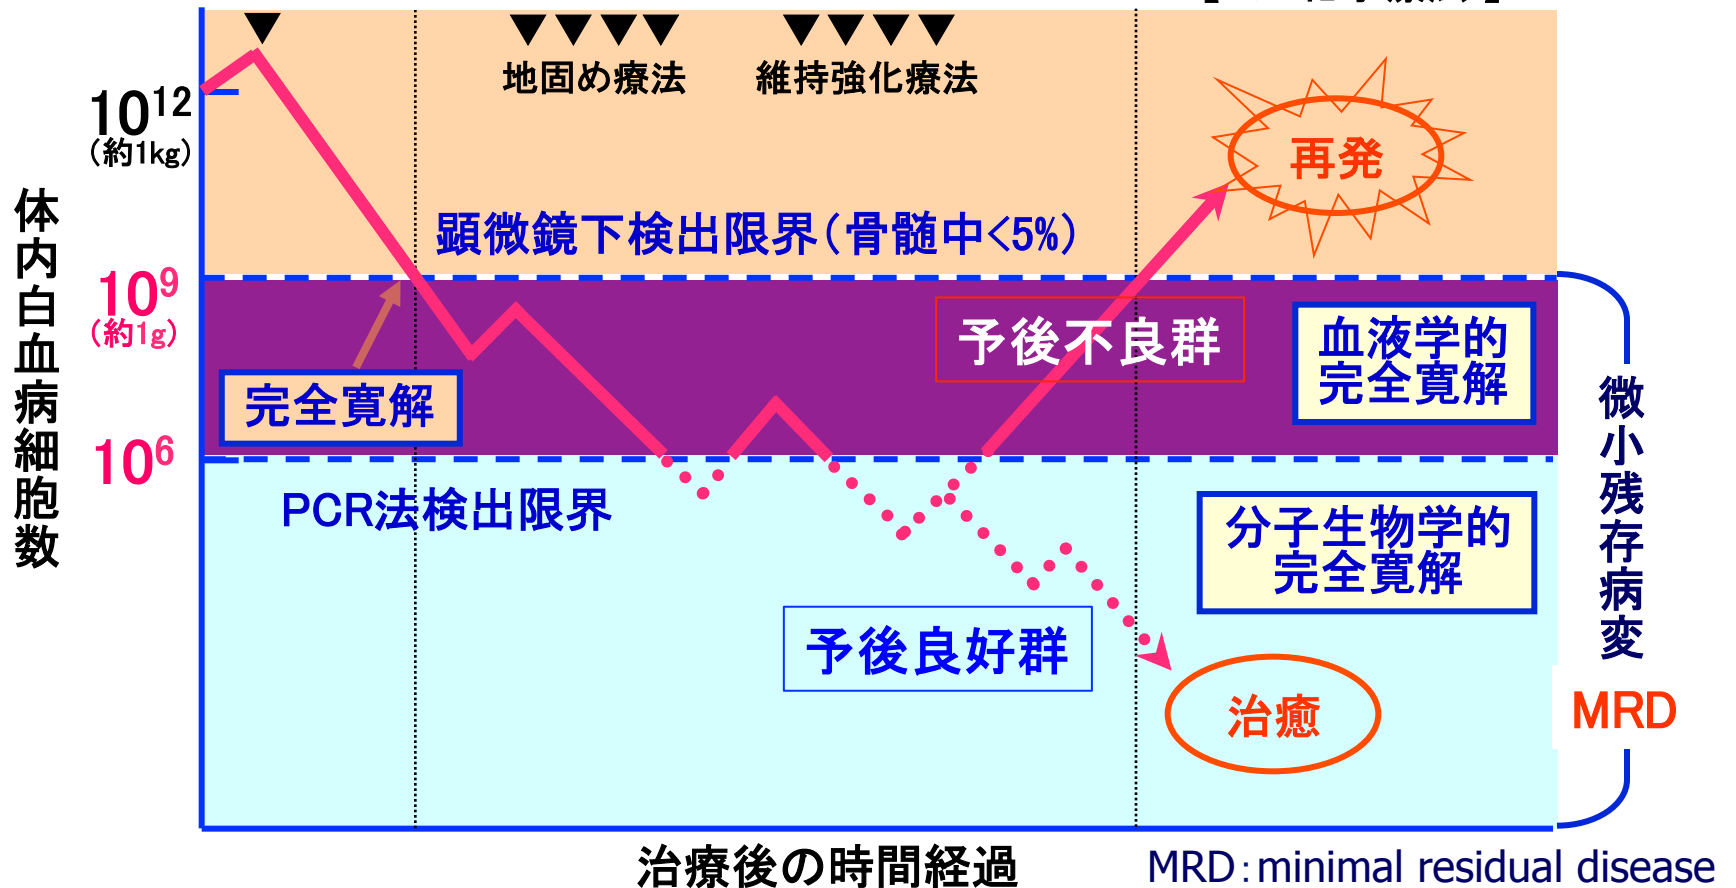 地固め療法
維持強化療法
10¹²
(約1kg)
再発
顕微鏡下検出限界(骨髄中<5%)
10⁹
(約1g)
予後不良群
血液学的
完全寛解
完全寛解
10⁶
PCR法検出限界
分子生物学的
完全寛解
予後良好群
治癒
体内白血病細胞数
微小残存病変
MRD
治療後の時間経過
MRD:minimal residual disease